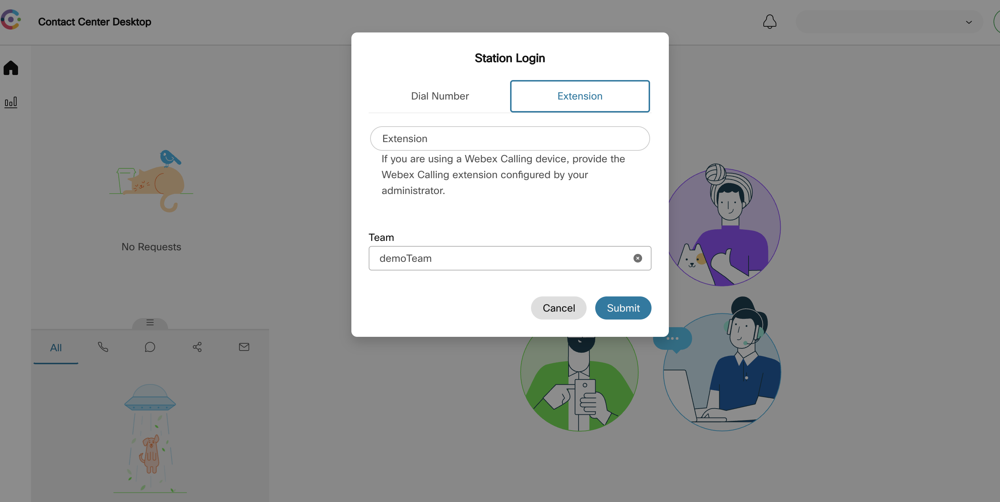 Contact Center Desktop
Station Login
Dial Number
Extension
Extension
If you are using a Webex Calling device, provide the
Webex Calling extension configured by your
administrator.
Team
demoTeam
Cancel
Submit
No Requests
All